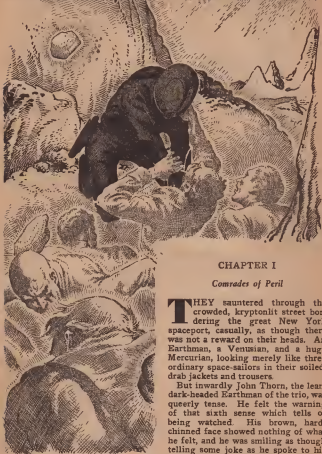 CHAPTER I
Comrades of Peril
THEY sauntered through th
crowded, kryptonlit street bor
dering the great New Yor
spaceport, casually, as though ther
was not a reward on their heads. A
Earthman, a Venusian, and a hug
Mercurian, looking merely like thre
ordinary space-sailors in their soile
drab jackets and trousers.
But inwardly John Thorn, the lear
dark-headed Earthman of the trio, wa
queerly tense. He felt the warnin
of that sixth sense which tells o
being watched. His brown, hard
chinned face showed nothing of wha
he felt, and he was smiling as thoug
telling some joke as he spoke to hi